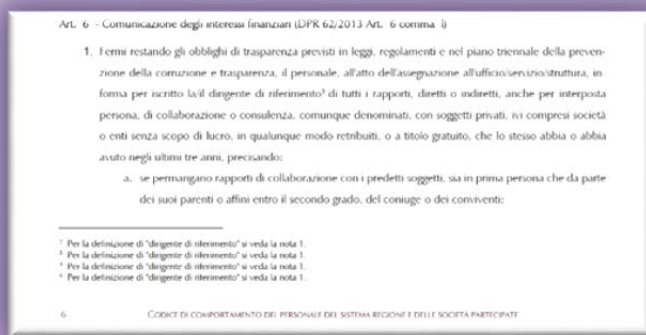 Art. 6 - Comunicazione degli interessi finanziari (DPR 62/2013 Art. 6 comma 1)
1. Fermi restando gli obblighi di trasparenza previsti in leggi, regolamenti e nel piano triennale della preven-
zione della corruzione e trasparenza, il personale, all'atto dell'assegnazione all'ufficio/servizio/struttura, in-
forma per iscritto la/il dirigente di riferimento⁵ di tutti i rapporti, diretti o indiretti, anche per interposta
persona, di collaborazione o consulenza, comunque denominati, con soggetti privati, ivi compresi società
o enti senza scopo di lucro, in qualunque modo retribuiti, o a titolo gratuito, che lo stesso abbia o abbia
avuto negli ultimi tre anni, precisando:
a. se permangano rapporti di collaborazione con i predetti soggetti, sia in prima persona che da parte
dei suoi parenti o affini entro il secondo grado, del coniuge o dei conviventi;
Per la definizione di "dirigente di riferimento" si veda la nota 1.
Per la definizione di "dirigente di riferimento" si veda la nota 1.
Per la definizione di "dirigente di riferimento" si veda la nota 1.
Per la definizione di "dirigente di riferimento" si veda la nota 1.
6 CODICE DI COMPORTAMENTO DEL PERSONALE DEL SISTEMA REGIONE E DELLE SOCIETÀ PARTECIPATE